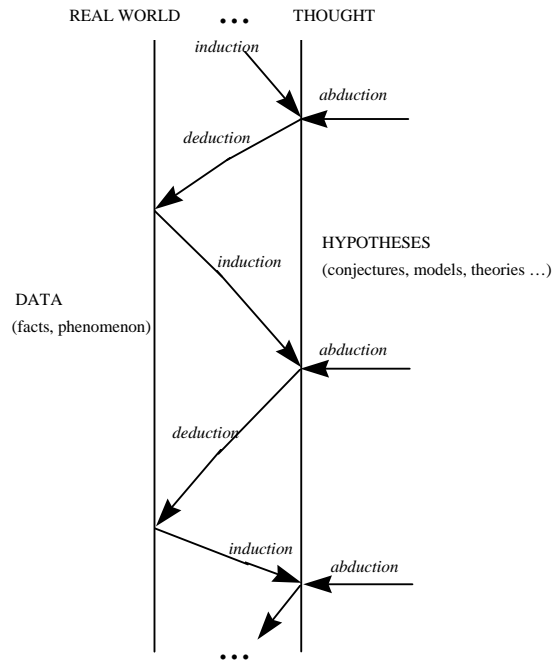 REAL WORLD ... THOUGHT
induction
abduction
deduction
HYPOTHESES
(conjectures, models, theories …)
induction
DATA
(facts, phenomenon)
abduction
deduction
induction
abduction
...